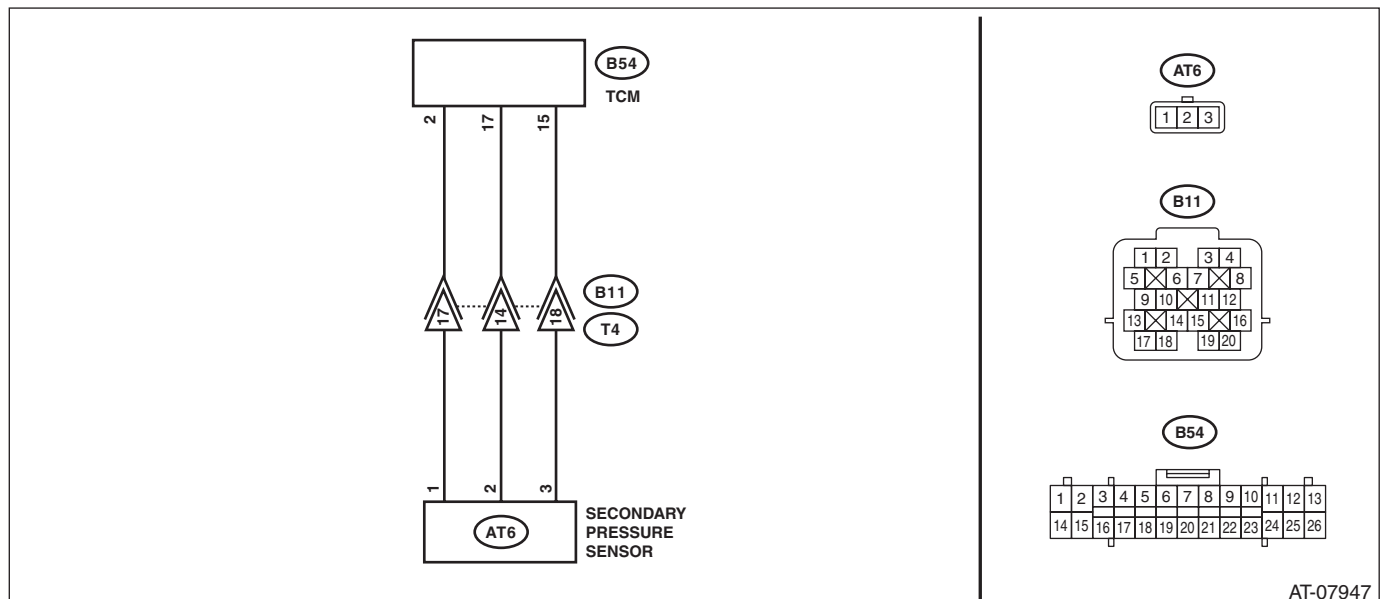 B54
TCM
2 17 15
17 14 18
B11
T4
1 2 3
AT6
SECONDARY
PRESSURE
SENSOR
AT6
1 2 3
B11
1 2 3 4
5 6 7 8
9 10 11 12
13 14 15 16
17 18 19 20
B54
1 2 3 4 5 6 7 8 9 10 11 12 13
14 15 16 17 18 19 20 21 22 23 24 25 26
AT-07947